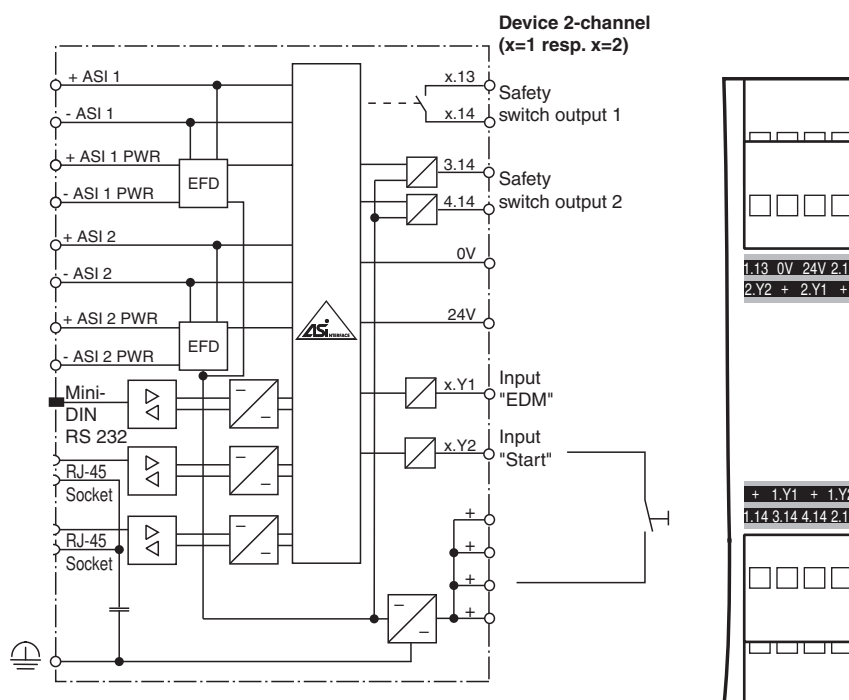 Device 2-channel
(x=1 resp. x=2)
+ ASI 1
- ASI 1
+ ASI 1 PWR
- ASI 1 PWR
EFD
+ ASI 2
- ASI 2
+ ASI 2 PWR
- ASI 2 PWR
EFD
Mini-
DIN
RS 232
RJ-45
Socket
RJ-45
Socket
ASi INTERFACE
x.13
x.14
Safety
switch output 1
3.14
4.14
Safety
switch output 2
0V
24V
x.Y1
Input
"EDM"
x.Y2
Input
"Start"
+
+
+
+
1.13 0V 24V 2.1
2.Y2 + 2.Y1 +
+ 1.Y1 + 1.Y2
1.14 3.14 4.14 2.1